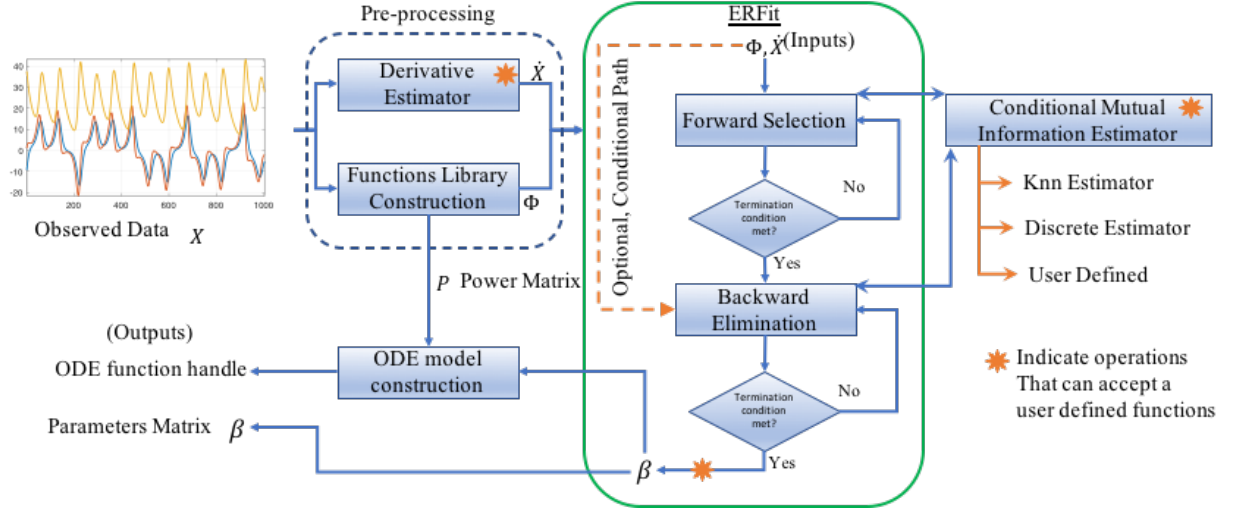 Pre-processing
ERFit
Φ, Ẋ (Inputs)
Derivative
Estimator
Ẋ
Functions Library
Construction
Φ
40
30
20
10
0
-10
-20
200
400
600
800
1000
Observed Data X
P Power Matrix
Optional, Conditional Path
Forward Selection
Termination
condition
met?
No
Yes
Backward
Elimination
Termination
condition
met?
No
Yes
β
Conditional Mutual
Information Estimator
Knn Estimator
Discrete Estimator
User Defined
Indicate operations
That can accept a
user defined functions
(Outputs)
ODE function handle
ODE model
construction
Parameters Matrix β